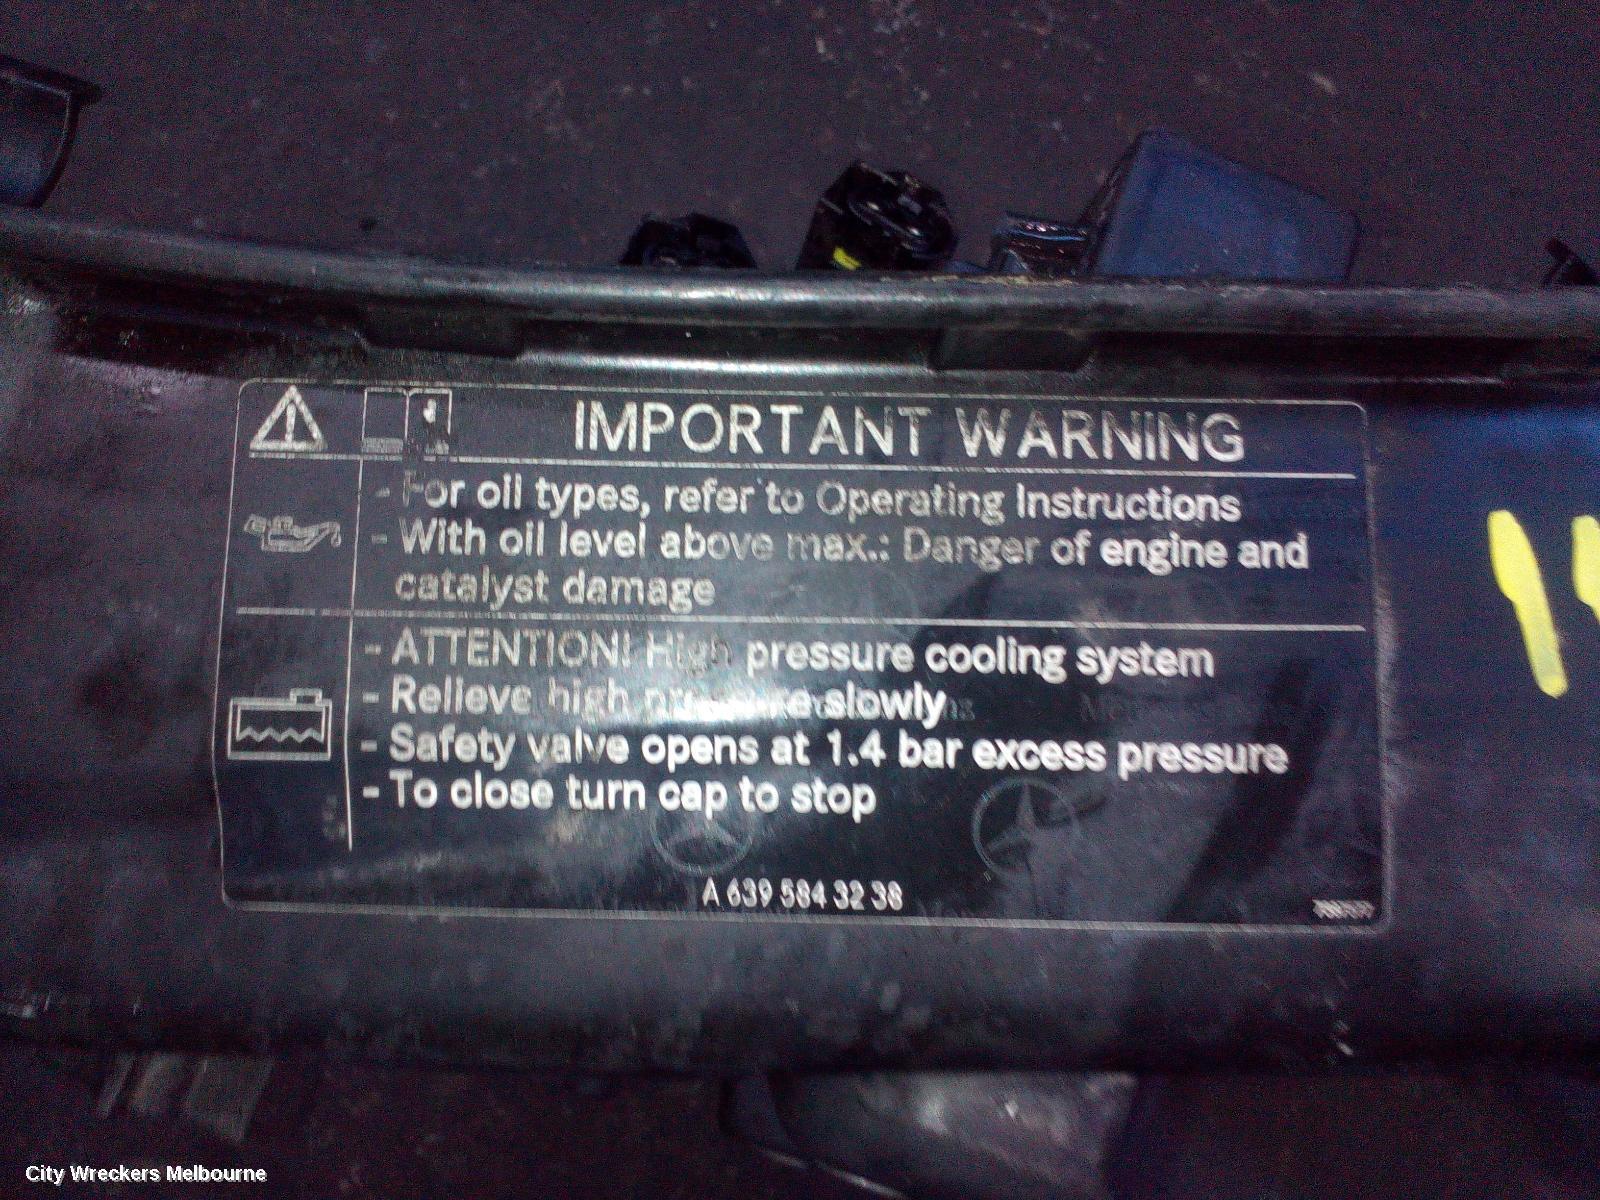 IMPORTANT WARNING
- For oil types, refer to Operating Instructions
- With oil level above max.: Danger of engine and
catalyst damage
- ATTENTION! High pressure cooling system
- Relieve high pressure slowly
- Safety valve opens at 1.4 bar excess pressure
- To close turn cap to stop
A 639 584 32 38
City Wreckers Melbourne